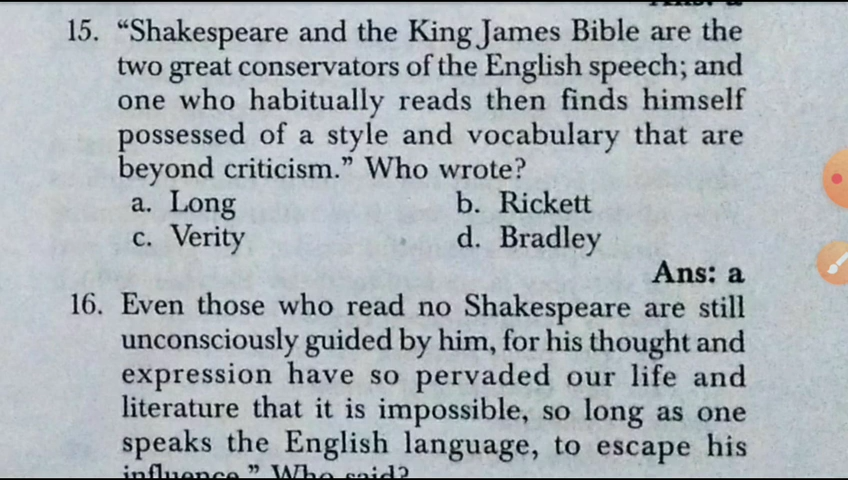 Ans: a
15. “Shakespeare and the King James Bible are the
two great conservators of the English speech; and
one who habitually reads then finds himself
possessed of a style and vocabulary that are
beyond criticism.” Who wrote?
a. Long b. Rickett
c. Verity d. Bradley
Ans: a
16. Even those who read no Shakespeare are still
unconsciously guided by him, for his thought and
expression have so pervaded our life and
literature that it is impossible, so long as one
speaks the English language, to escape his
influence.” Who said?